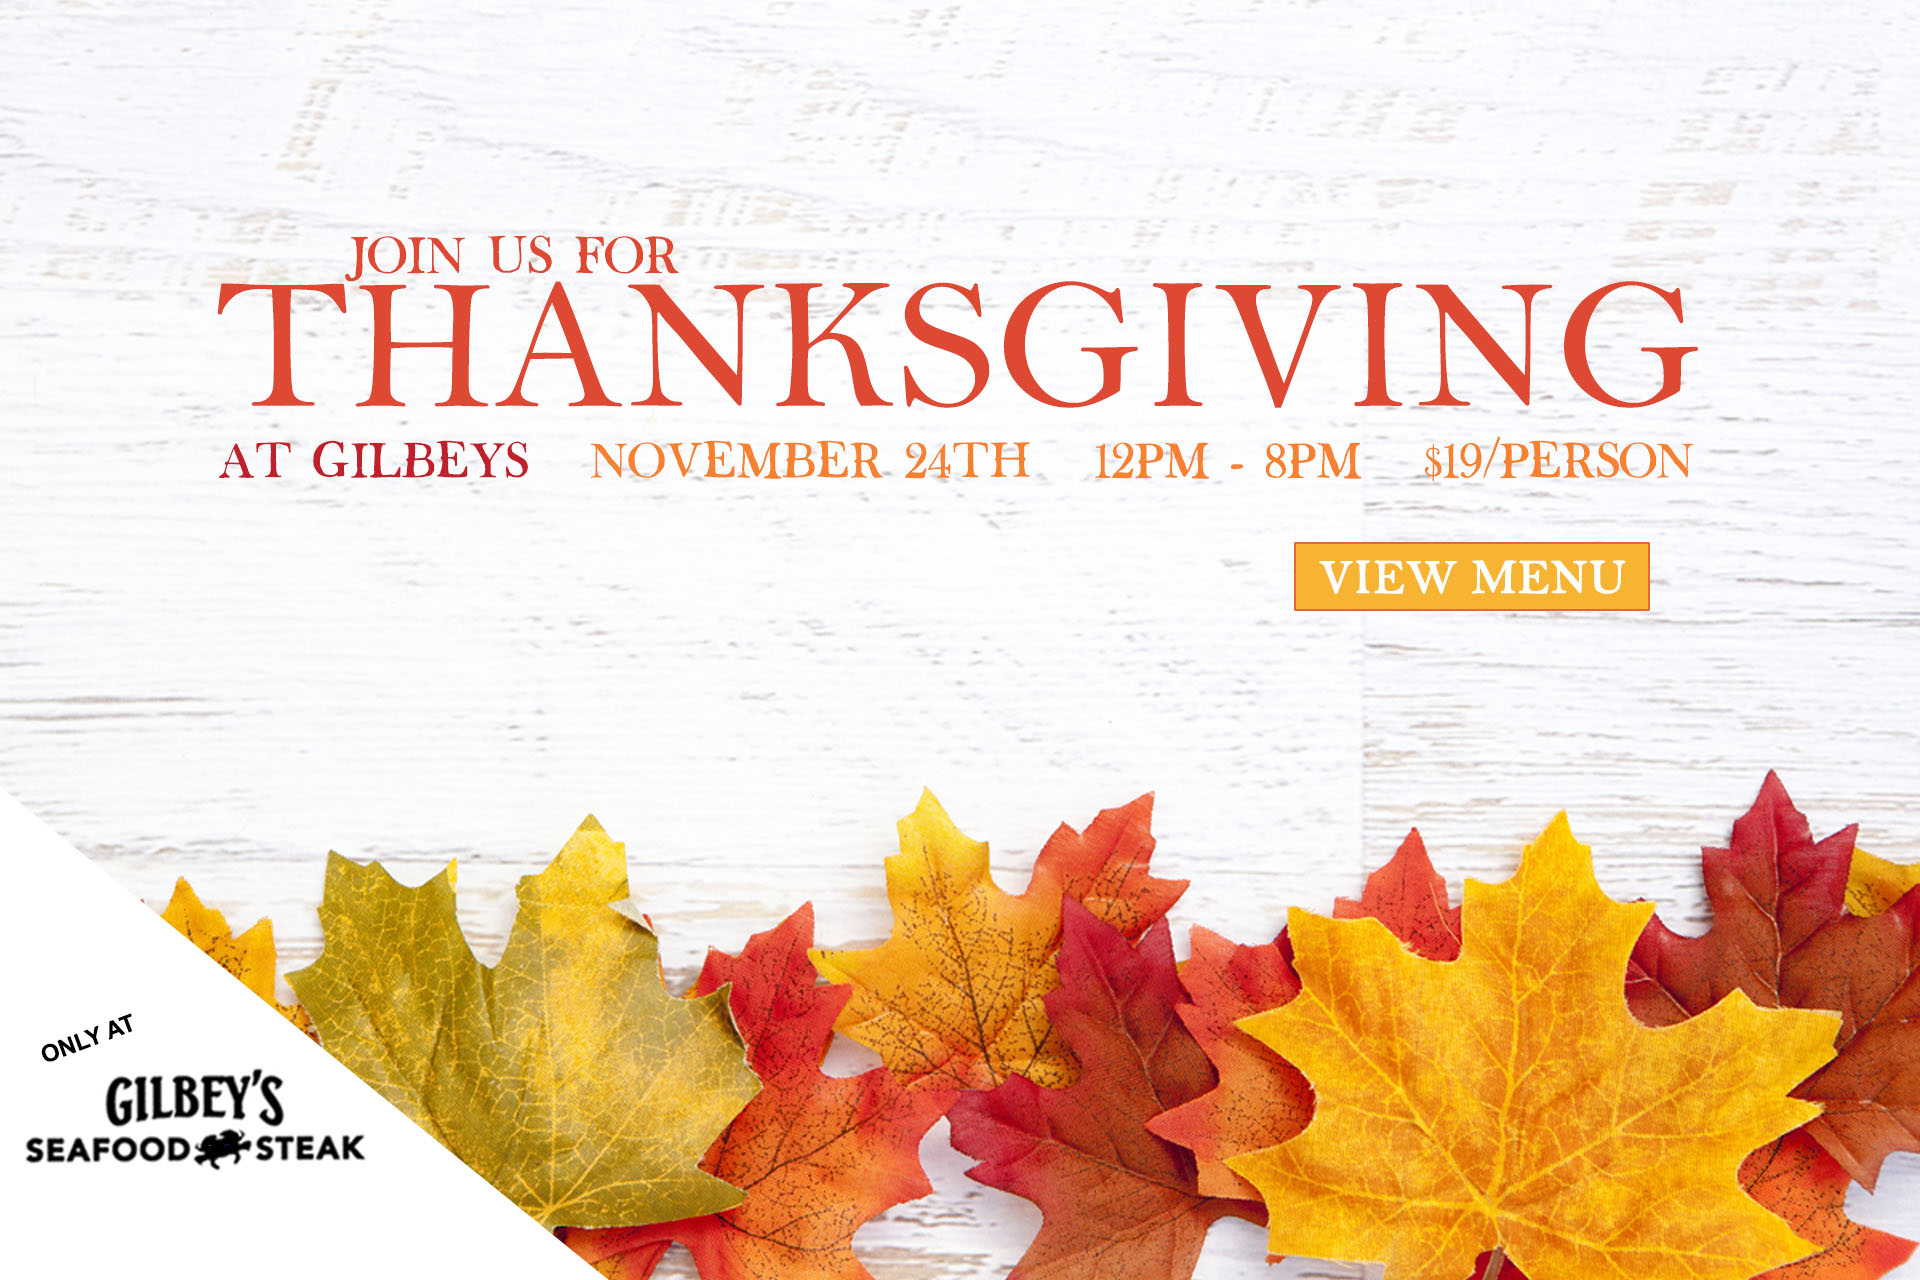 JOIN US FOR
THANKSGIVING
AT GILBEYS NOVEMBER 24TH 12PM - 8PM $19/PERSON
VIEW MENU
ONLY AT
GILBEY'S
SEAFOOD STEAK